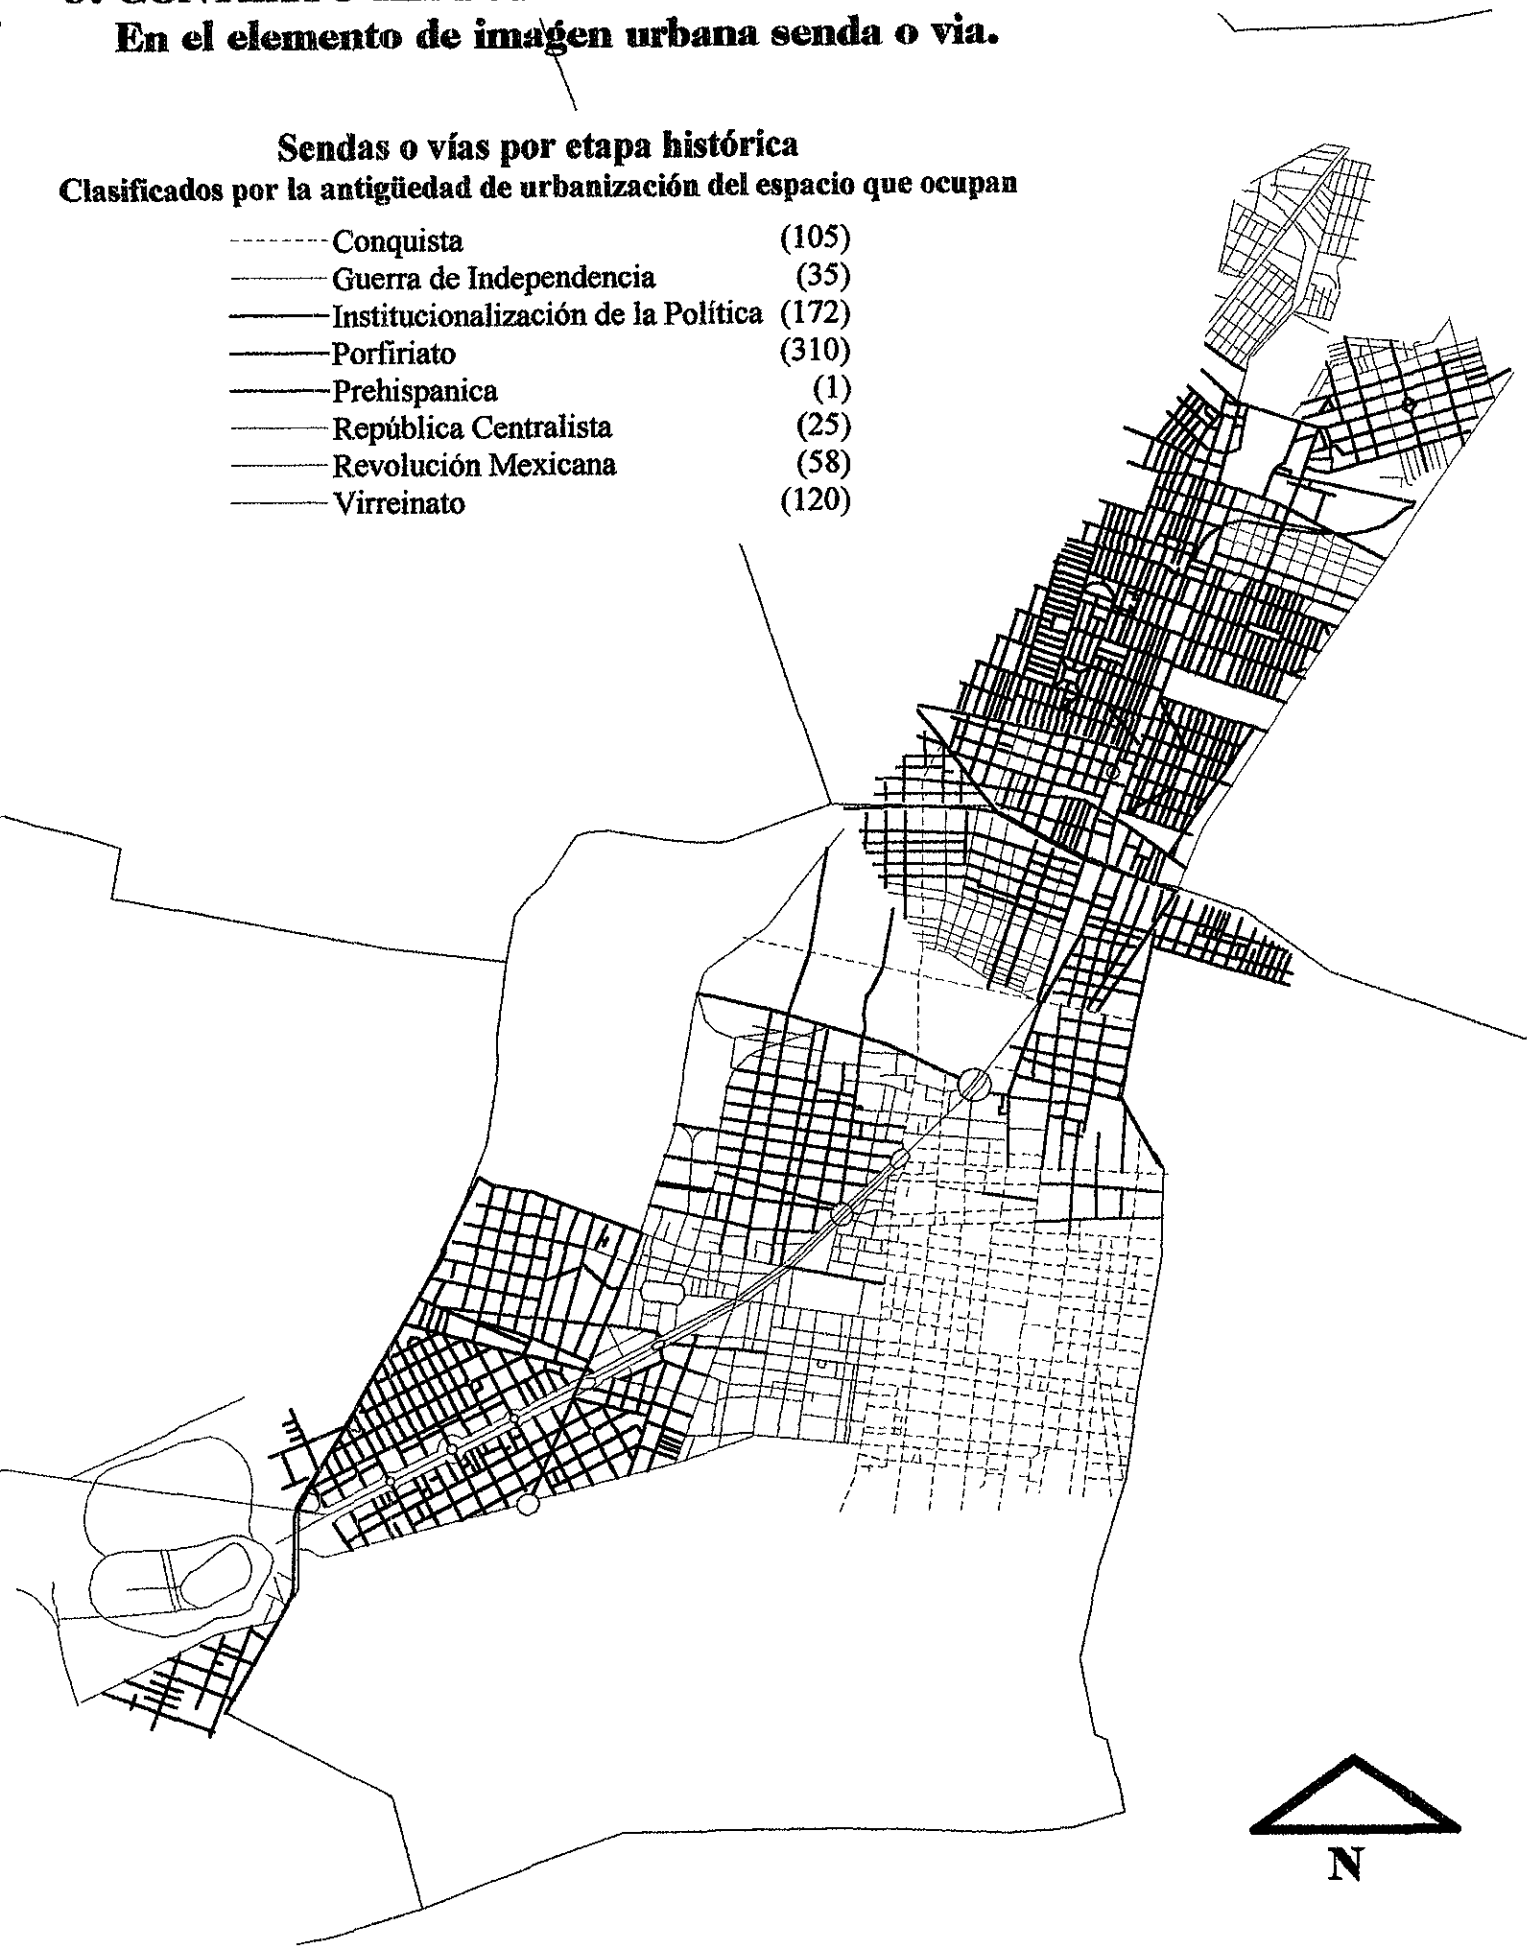 En el elemento de imagen urbana senda o via.
Sendas o vías por etapa histórica
Clasificados por la antigüedad de urbanización del espacio que ocupan
Conquista (105)
Guerra de Independencia (35)
Institucionalización de la Política (172)
Porfiriato (310)
Prehispanica (1)
República Centralista (25)
Revolución Mexicana (58)
Virreinato (120)
N